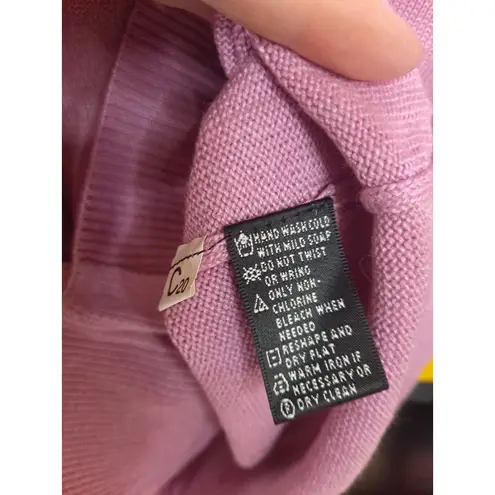 HAND WASH COLD
WITH MILD SOAP
DO NOT TWIST
OR WRING
ONLY NON-
CHLORINE
BLEACH WHEN
NEEDED
RESHAPE AND
DRY FLAT
WARM IRON IF
NECESSARY OR
P DRY CLEAN
C20